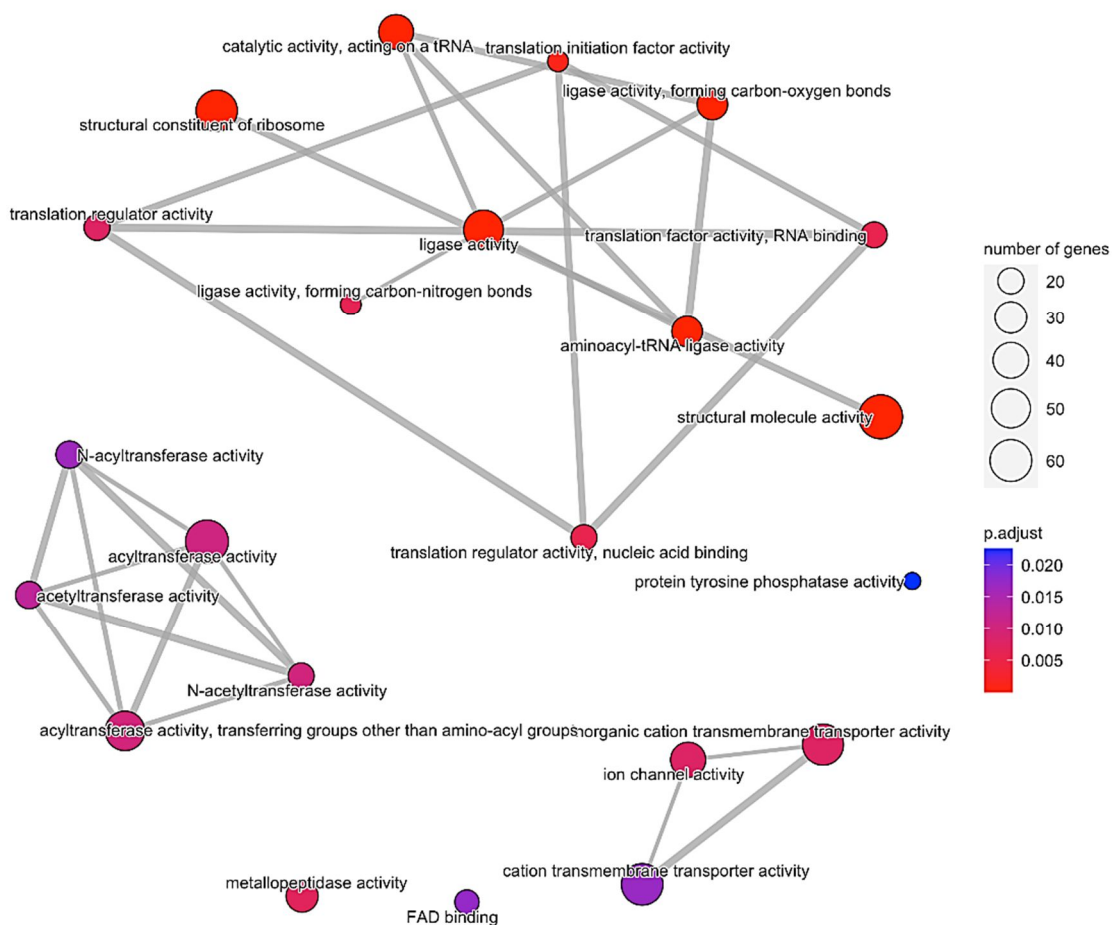 catalytic activity, acting on a tRNA
translation initiation factor activity
ligase activity, forming carbon-oxygen bonds
structural constituent of ribosome
translation regulator activity
ligase activity
translation factor activity, RNA binding
ligase activity, forming carbon-nitrogen bonds
aminoacyl-tRNA ligase activity
structural molecule activity
N-acyltransferase activity
acyltransferase activity
translation regulator activity, nucleic acid binding
protein tyrosine phosphatase activity
acetyltransferase activity
N-acetyltransferase activity
acyltransferase activity, transferring groups other than amino-acyl groups
norganic cation transmembrane transporter activity
ion channel activity
cation transmembrane transporter activity
metallopeptidase activity
FAD binding
number of genes
20
30
40
50
60
p.adjust
0.020
0.015
0.010
0.005